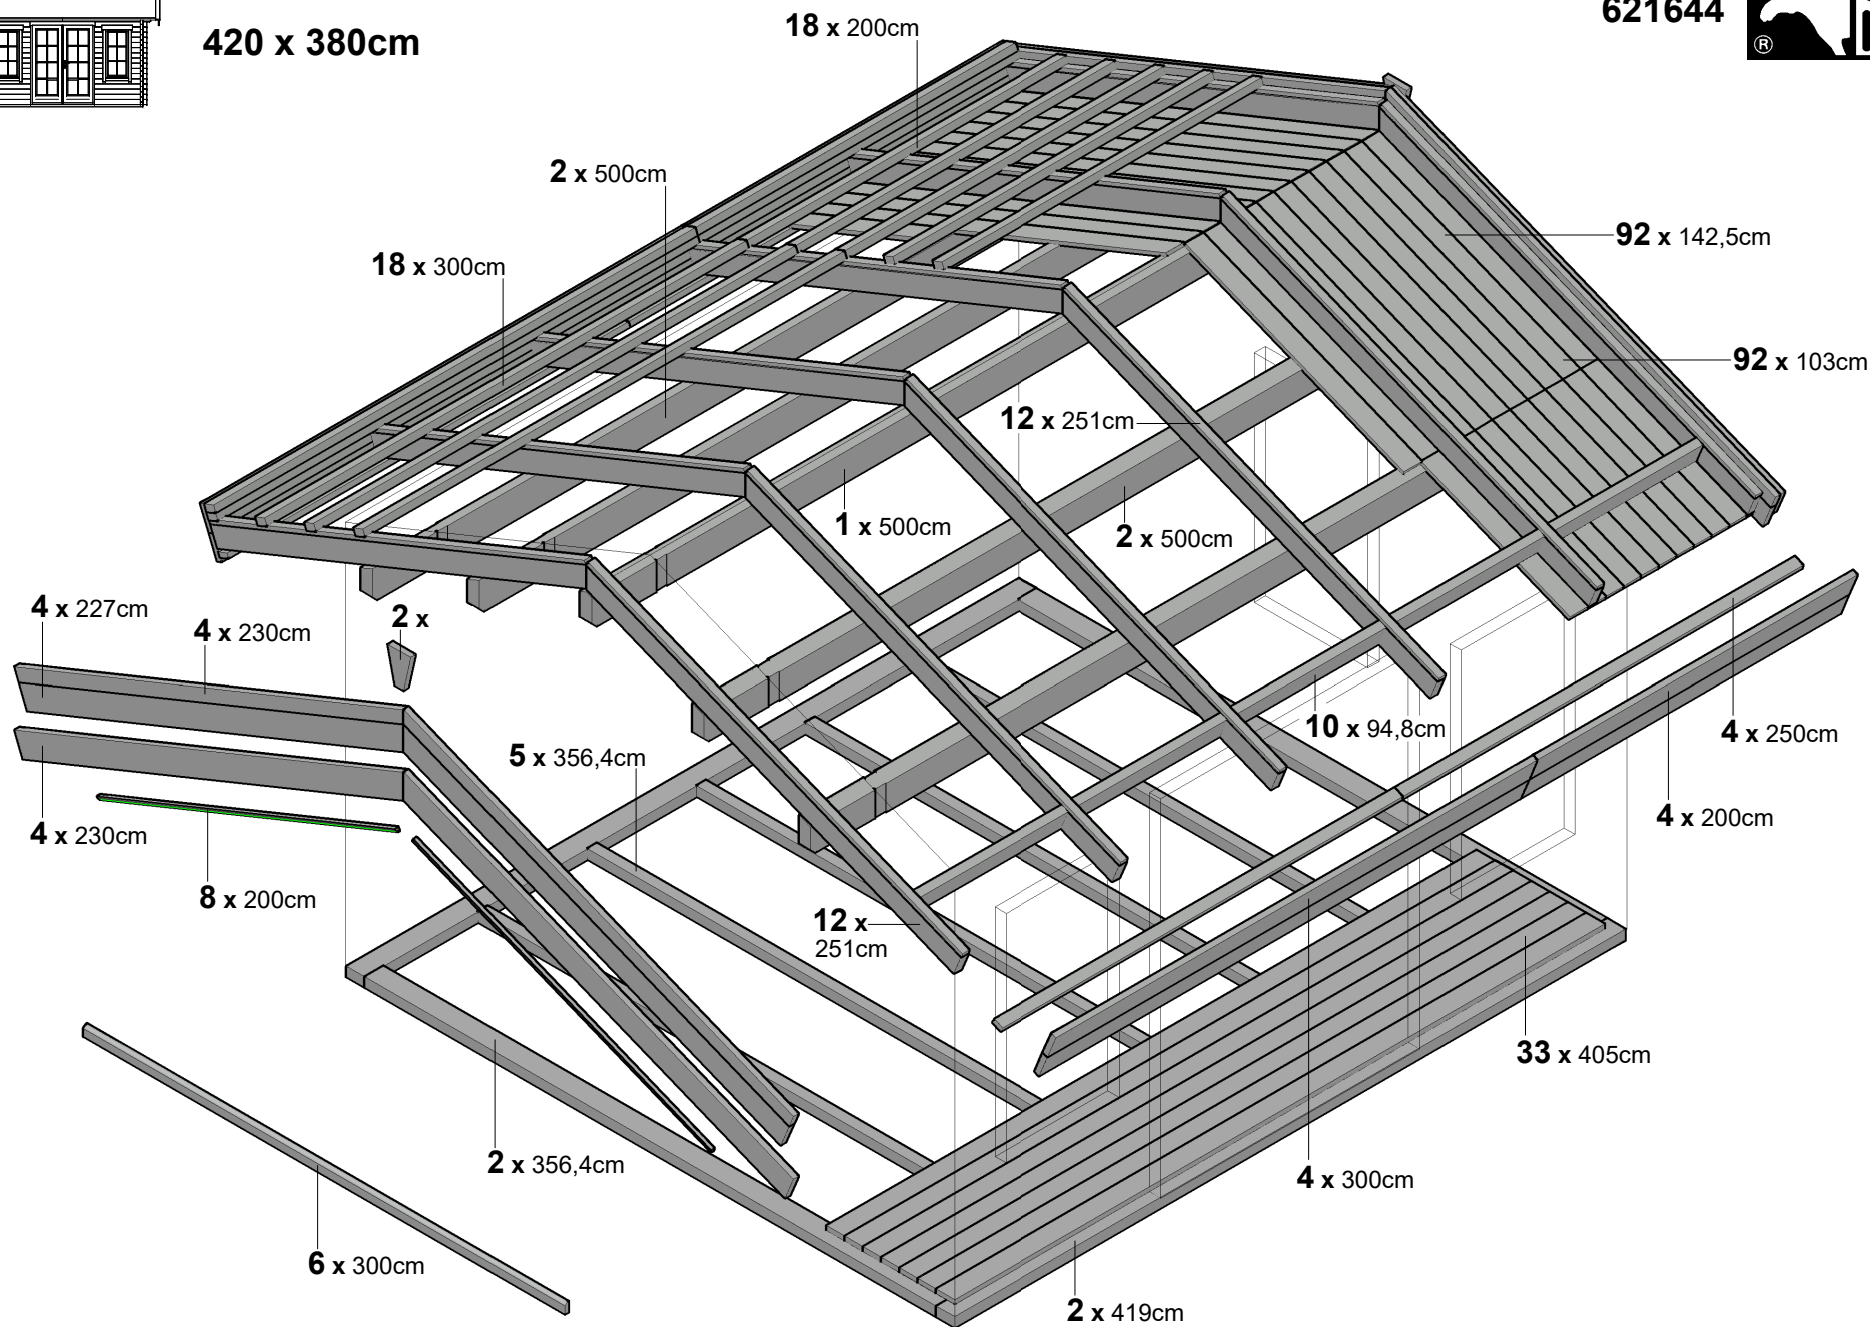 420 x 380cm
18 x 200cm
621644
®
2 x 500cm
18 x 300cm
92 x 142,5cm
92 x 103cm
12 x 251cm
1 x 500cm
2 x 500cm
4 x 227cm
4 x 230cm
2 x
10 x 94,8cm
4 x 250cm
5 x 356,4cm
4 x 200cm
4 x 230cm
8 x 200cm
12 x
251cm
33 x 405cm
2 x 356,4cm
4 x 300cm
6 x 300cm
2 x 419cm